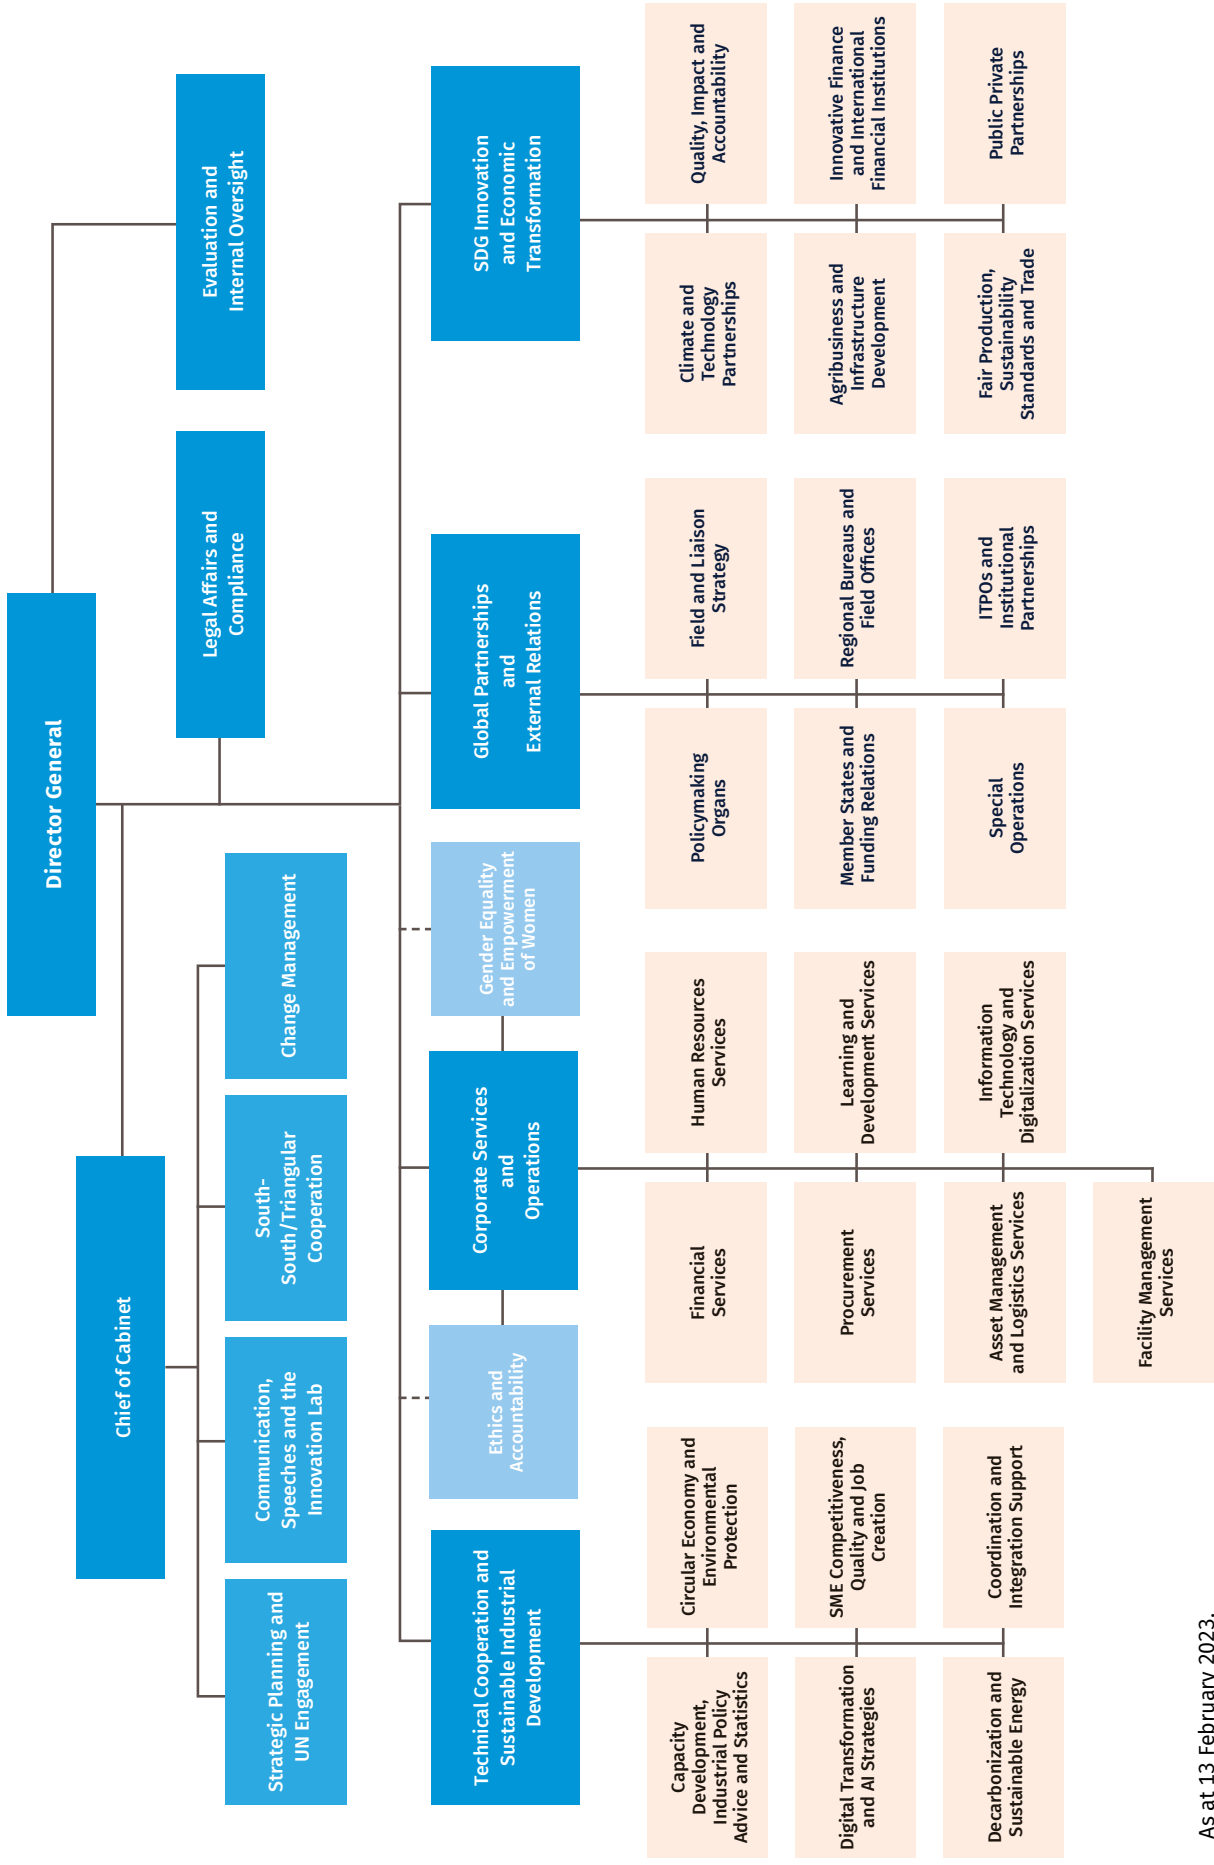 Director General
Chief of Cabinet
Legal Affairs and
Compliance
Evaluation and
Internal Oversight
Strategic Planning and
UN Engagement
Communication,
Speeches and the
Innovation Lab
South-
South/Triangular
Cooperation
Change Management
Technical Cooperation and
Sustainable Industrial
Development
Ethics and
Accountability
Corporate Services
and
Operations
Gender Equality
and Empowerment
of Women
Global Partnerships
and
External Relations
SDG Innovation
and Economic
Transformation
Capacity
Development,
Industrial Policy
Advice and Statistics
Circular Economy and
Environmental
Protection
Financial
Services
Human Resources
Services
Policymaking
Organs
Field and Liaison
Strategy
Climate and
Technology
Partnerships
Quality, Impact and
Accountability
Digital Transformation
and AI Strategies
SME Competitiveness,
Quality and Job
Creation
Procurement
Services
Learning and
Development Services
Member States and
Funding Relations
Regional Bureaus and
Field Offices
Agribusiness and
Infrastructure
Development
Innovative Finance
and International
Financial Institutions
Decarbonization and
Sustainable Energy
Coordination and
Integration Support
Asset Management
and Logistics Services
Information
Technology and
Digitalization Services
Special
Operations
ITPOs and
Institutional
Partnerships
Fair Production,
Sustainability
Standards and Trade
Public Private
Partnerships
Facility Management
Services
As at 13 February 2023.